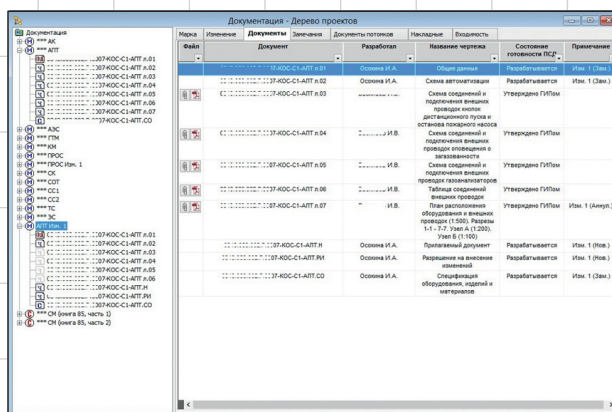 Документация - Дерево проектов
Документация
*** АК
*** АПТ
07-КОС-С1-АПТ л.01
07-КОС-С1-АПТ л.02
07-КОС-С1-АПТ л.03
07-КОС-С1-АПТ л.04
07-КОС-С1-АПТ л.05
07-КОС-С1-АПТ л.06
07-КОС-С1-АПТ л.07
07-КОС-С1-АПТ.СО
*** АЭС
*** ГТМ
*** КМ
*** ПРОС
*** ПРОС Изм. 1
*** СК
*** СОТ
*** СС1
*** СС2
*** ТС
*** ЭС
АПТ Изм. 1
07-КОС-С1-АПТ л.01
07-КОС-С1-АПТ л.02
07-КОС-С1-АПТ л.03
07-КОС-С1-АПТ л.04
07-КОС-С1-АПТ л.05
07-КОС-С1-АПТ л.06
07-КОС-С1-АПТ.Н
07-КОС-С1-АПТ.РИ
07-КОС-С1-АПТ.СО
*** СМ (книга 85, часть 1)
*** СМ (книга 85, часть 2)
Марка Изменение Документы Замечания Документы потомков Накладные Входимость
Файл Документ Разработал Название чертежа Состояние готовности ПСД Примечание
07-КОС-С1-АПТ л.01 Осокина И.А. Общие данные Разрабатывается Изм. 1 (Зам.)
07-КОС-С1-АПТ л.02 Осокина И.А. Схема автоматизации Разрабатывается Изм. 1 (Зам.)
07-КОС-С1-АПТ л.03 Схема соединений и Утверждено ГИПом
подключения внешних
проводок кнопок
дистанционного пуска и
останова пожарного насоса
07-КОС-С1-АПТ л.04 И.В. Схема соединений и Утверждено ГИПом
подключения внешних
проводок оповещения о
загазованности
07-КОС-С1-АПТ л.05 И.В. Схема соединений и Утверждено ГИПом
подключения внешних
проводок газоанализаторов
07-КОС-С1-АПТ л.06 И.В. Таблица соединений Утверждено ГИПом
внешних проводок
07-КОС-С1-АПТ л.07 И.В. План расположения Утверждено ГИПом Изм. 1 (Аннул.)
оборудования и внешних
проводок (1:500). Разрезы
1-1 - 7-7. Узел А (1:200).
Узел Б (1:100)
07-КОС-С1-АПТ.Н Осокина И.А. Прилагаемый документ Разрабатывается Изм. 1 (Нов.)
07-КОС-С1-АПТ.РИ Осокина И.А. Разрешение на внесение Разрабатывается Изм. 1 (Нов.)
изменений
07-КОС-С1-АПТ.СО Осокина И.А. Спецификация Разрабатывается Изм. 1 (Зам.)
оборудования, изделий и
материалов